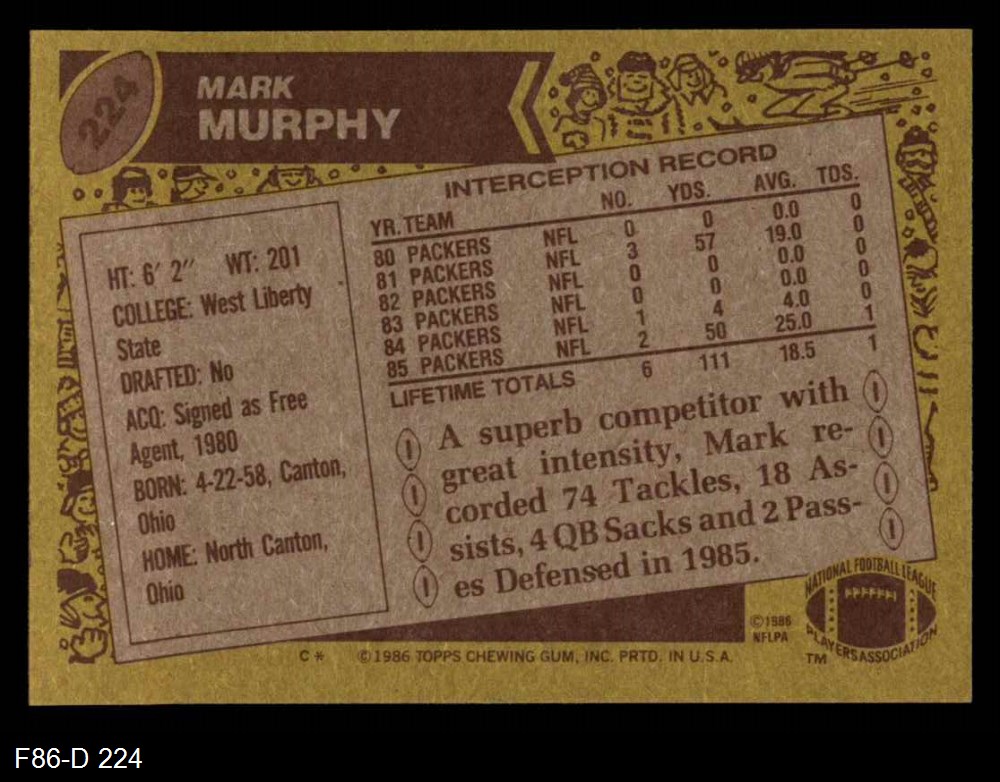 224
MARK
MURPHY
HT: 6' 2" WT: 201
COLLEGE: West Liberty
State
DRAFTED: No
ACQ: Signed as Free
Agent, 1980
BORN: 4-22-58, Canton,
Ohio
HOME: North Canton,
Ohio
INTERCEPTION RECORD
YR. TEAM NO. YDS. AVG. TDS.
80 PACKERS NFL 0 0 0.0 0
81 PACKERS NFL 3 57 19.0 0
82 PACKERS NFL 0 0 0.0 0
83 PACKERS NFL 0 0 0.0 0
84 PACKERS NFL 1 4 4.0 0
85 PACKERS NFL 2 50 25.0 1
LIFETIME TOTALS 6 111 18.5 1
A superb competitor with
great intensity, Mark re-
corded 74 Tackles, 18 As-
sists, 4 QB Sacks and 2 Pass-
es Defensed in 1985.
©1986
NFLPA
NATIONAL FOOTBALL LEAGUE
PLAYERS ASSOCIATION
TM
C* ©1986 TOPPS CHEWING GUM, INC. PRTD. IN U.S.A.
F86-D 224